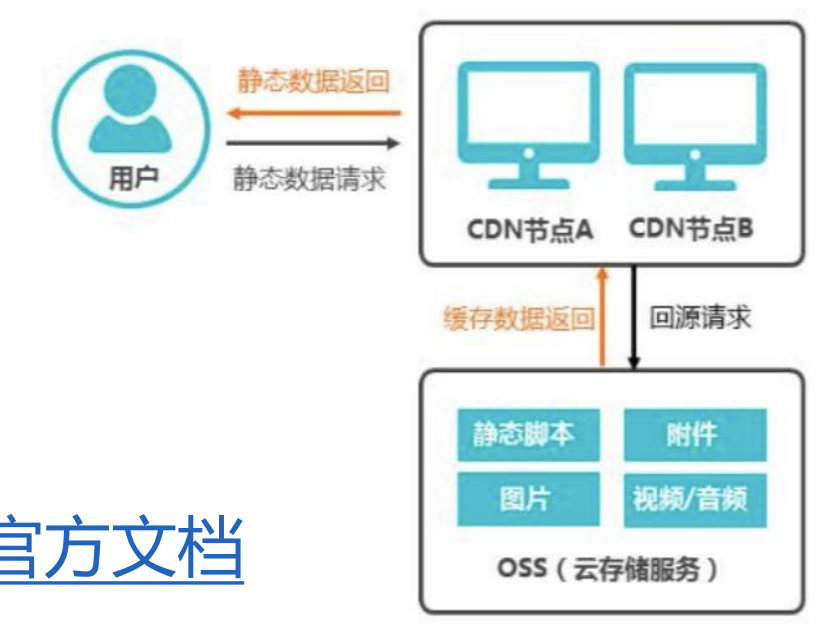 静态数据返回
用户
静态数据请求
CDN节点A
CDN节点B
缓存数据返回
回源请求
静态脚本
附件
图片
视频/音频
OSS（云存储服务）
官方文档